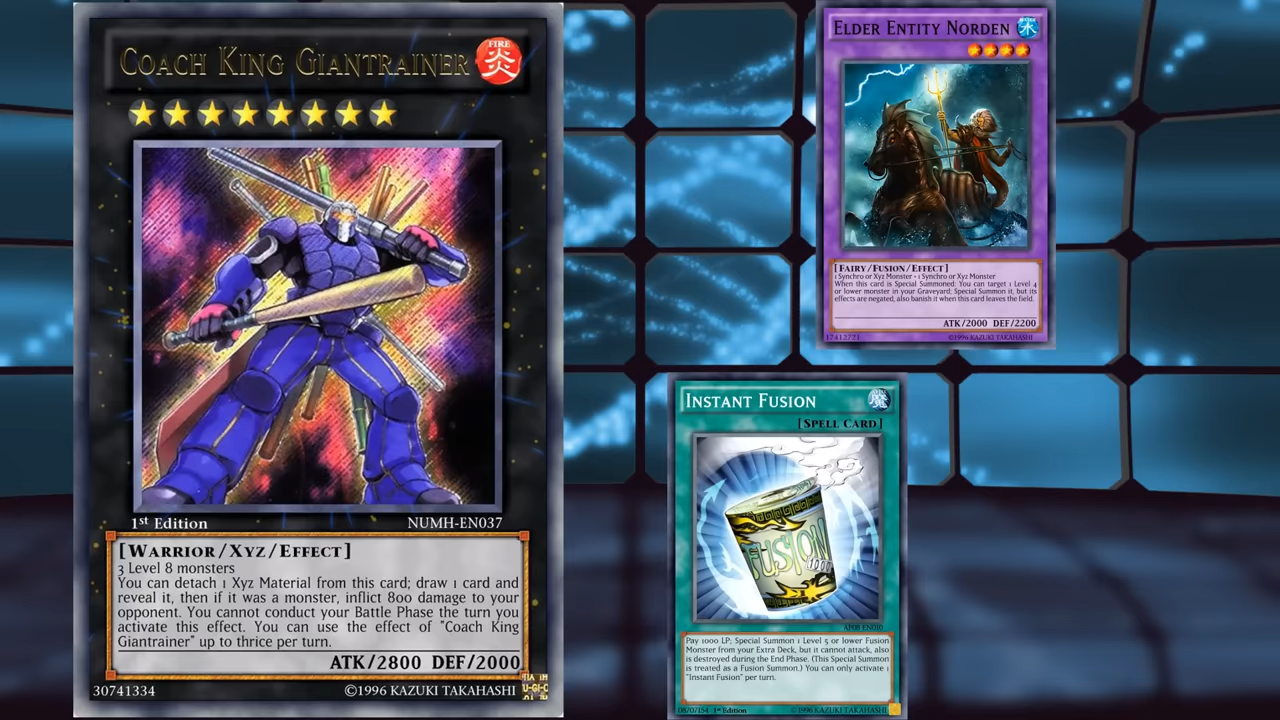 COACH KING GIANTRAINER
FIRE
炎
1st Edition
NUMH-EN037
[WARRIOR/XYZ/EFFECT]
3 Level 8 monsters
You can detach 1 Xyz Material from this card; draw 1 card and
reveal it, then if it was a monster, inflict 800 damage to your
opponent. You cannot conduct your Battle Phase the turn you
activate this effect. You can use the effect of "Coach King
Giantrainer" up to thrice per turn.
ATK/2800 DEF/2000
30741334
©1996 KAZUKI TAKAHASHI
ELDER ENTITY NORDEN
水
[FAIRY/FUSION/EFFECT]
1 Synchro or Xyz Monster + 1 Synchro or Xyz Monster
When this card is Special Summoned: You can target 1 Level 4
or lower monster in your Graveyard; Special Summon it, but its
effects are negated, also banish it when this card leaves the field.
ATK/2000 DEF/2200
17412721
©1996 KAZUKI TAKAHASHI
INSTANT FUSION
[SPELL CARD]
FUSION
1000
AP08-EN010
Pay 1000 LP; Special Summon 1 Level 5 or lower Fusion
Monster from your Extra Deck, but it cannot attack, also
is destroyed during the End Phase. (This Special Summon
is treated as a Fusion Summon.) You can only activate 1
"Instant Fusion" per turn.
1st Edition
©1996 KAZUKI TAKAHASHI